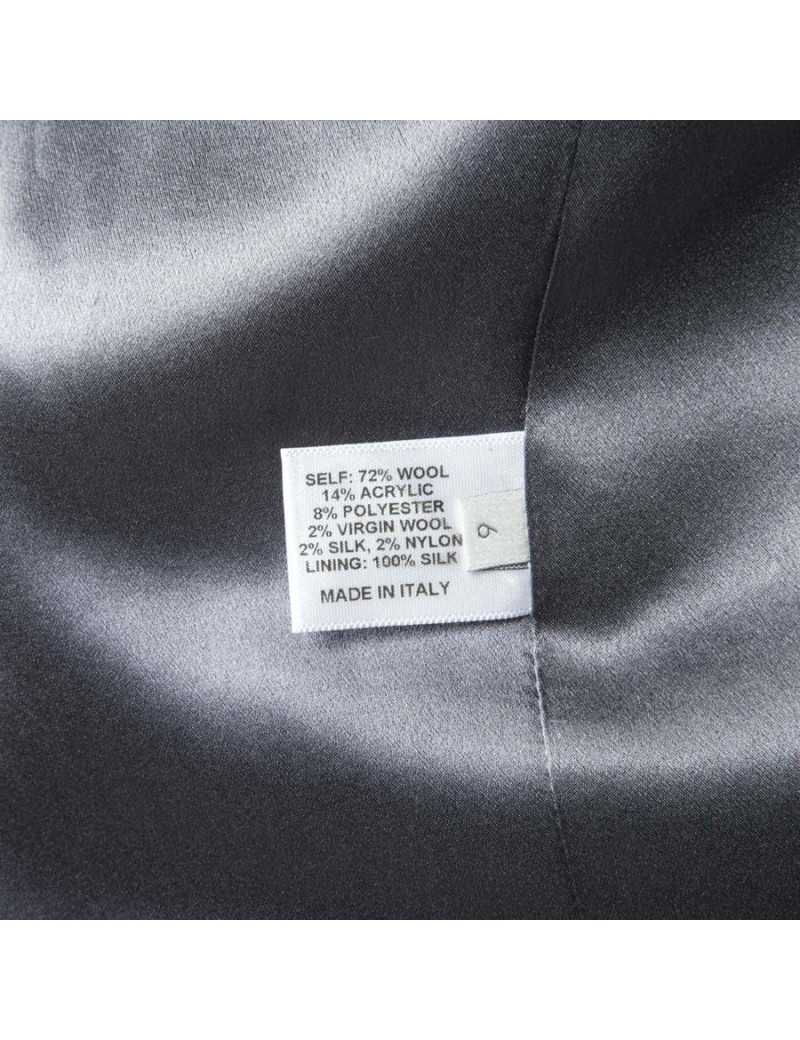 SELF: 72% WOOL
14% ACRYLIC
8% POLYESTER
2% VIRGIN WOOL
2% SILK, 2% NYLON
LINING: 100% SILK
MADE IN ITALY